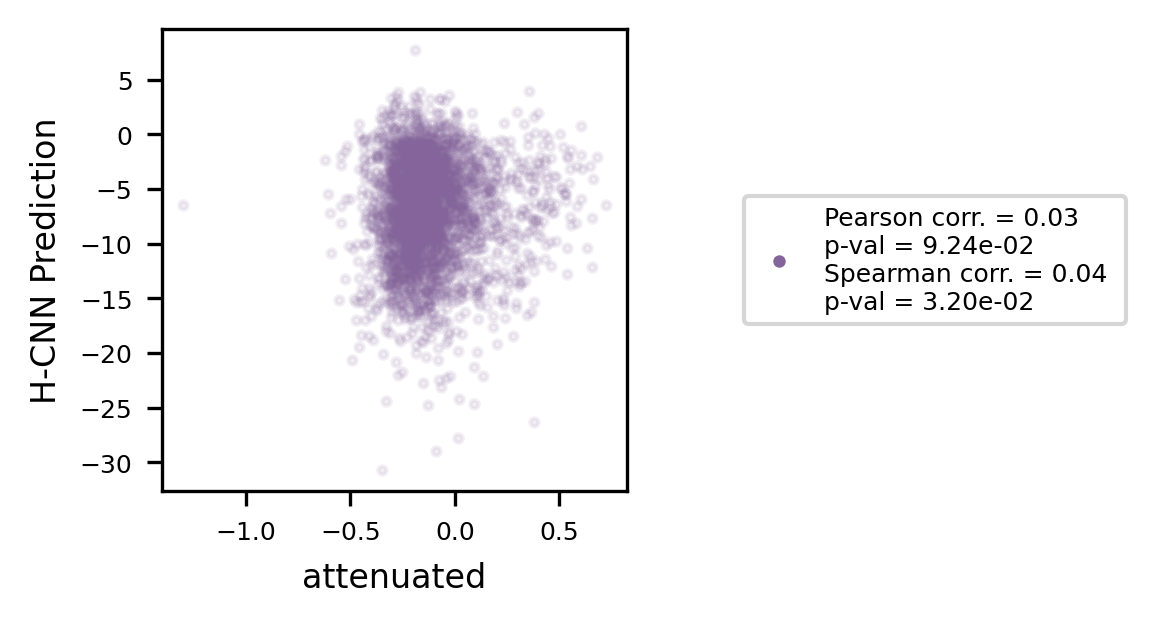 H-CNN Prediction
5
0
−5
−10
−15
−20
−25
−30
−1.0
−0.5
0.0
0.5
attenuated
Pearson corr. = 0.03
p-val = 9.24e-02
Spearman corr. = 0.04
p-val = 3.20e-02